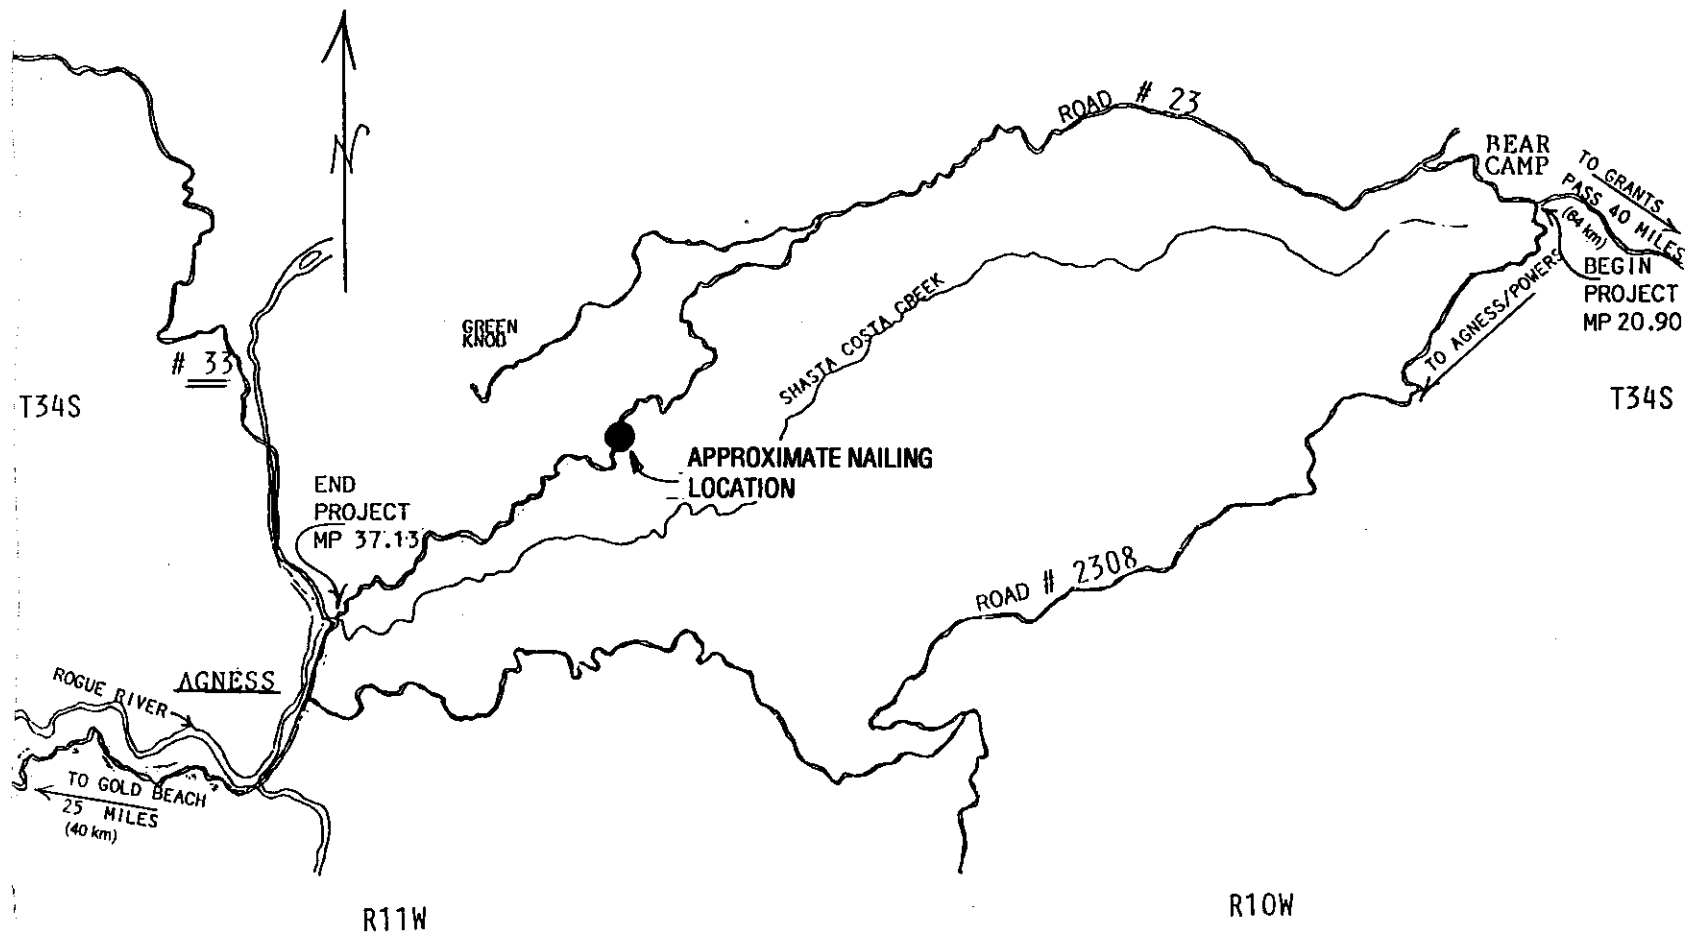 N
ROAD # 23
BEAR
CAMP
TO GRANTS
PASS 40 MILES
(64 km)
BEGIN
PROJECT
MP 20.90
TO AGNESS/POWERS
GREEN
KNOB
SHASTA COSTA CREEK
# 33
T34S
T34S
APPROXIMATE NAILING
LOCATION
END
PROJECT
MP 37.13
ROAD # 2308
AGNESS
ROGUE RIVER
TO GOLD BEACH
25 MILES
(40 km)
R11W
R10W